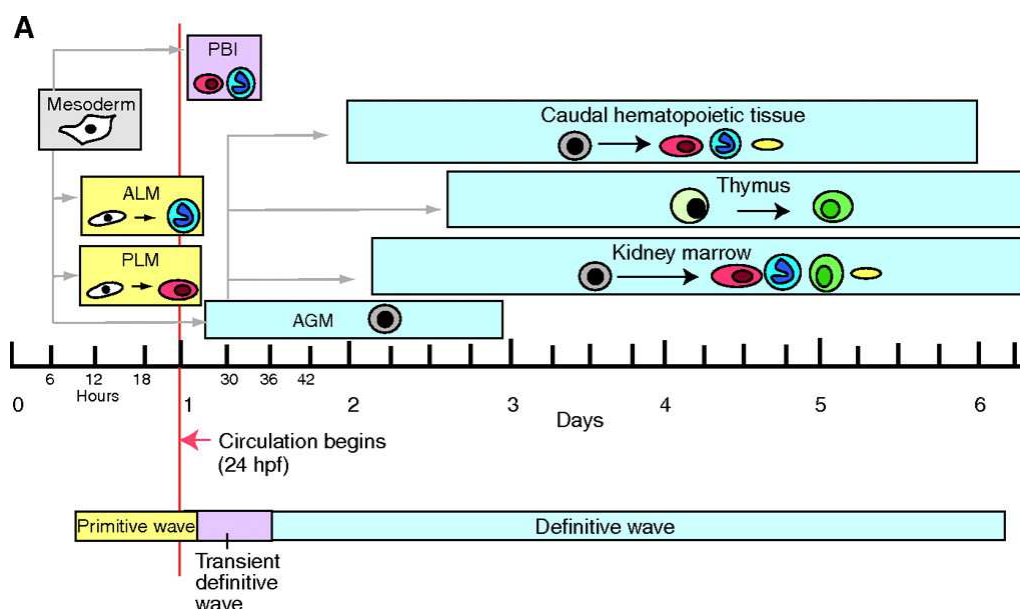 A
PBI
Mesoderm
Caudal hematopoietic tissue
Thymus
ALM
PLM
Kidney marrow
AGM
6 12 18 30 36 42
Hours
0 1 2 3 4 5 6
Days
Circulation begins
(24 hpf)
Primitive wave
Definitive wave
Transient
definitive
wave